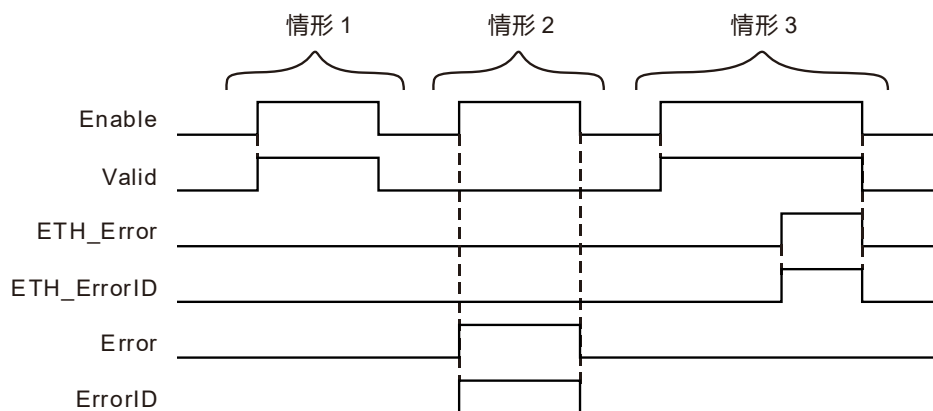 情形 1 情形 2 情形 3
Enable
Valid
ETH_Error
ETH_ErrorID
Error
ErrorID